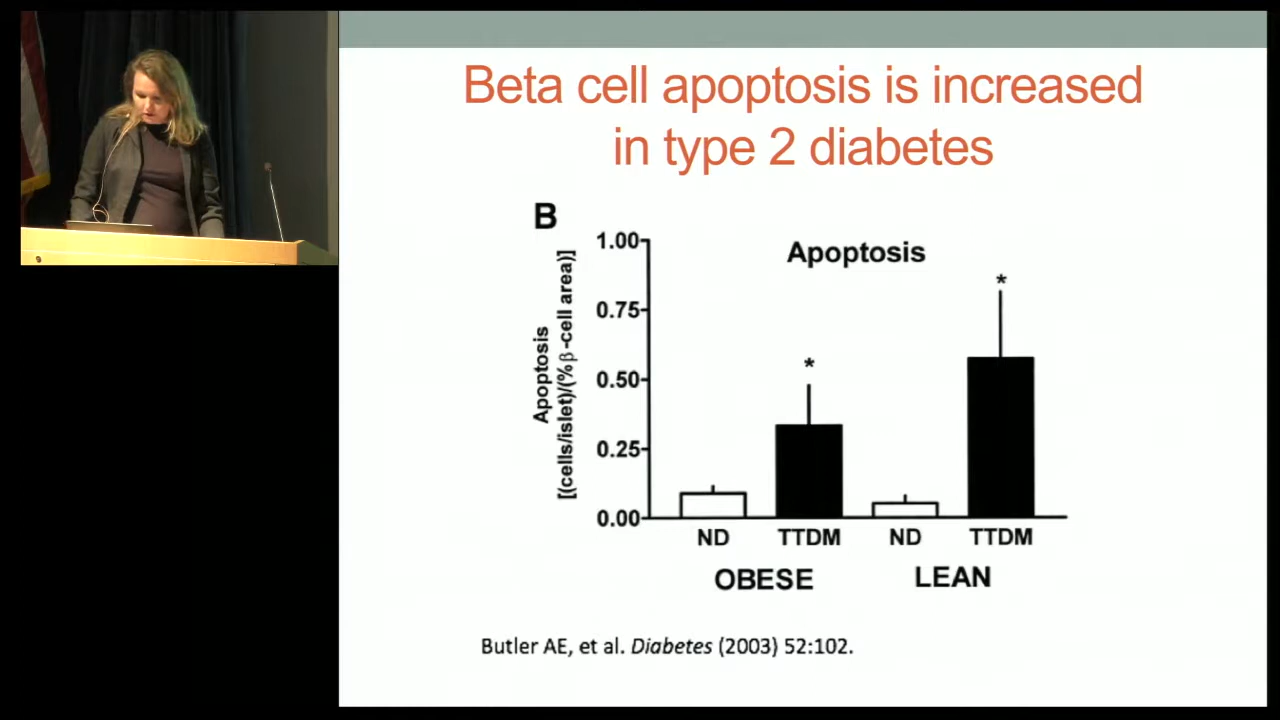 Beta cell apoptosis is increased
in type 2 diabetes
B
Apoptosis
Apoptosis
[(cells/islet)/(% β -cell area)]
1.00
0.75
0.50
0.25
0.00
*
*
ND TTDM ND TTDM
OBESE LEAN
Butler AE, et al. Diabetes (2003) 52:102.